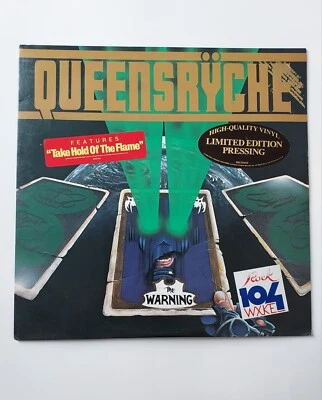 QUEENSRŸCHE
FEATURES
"Take Hold Of The Flame"
HIGH-QUALITY VINYL
LIMITED EDITION
PRESSING
The
WARNING
Rock
104
WXKE